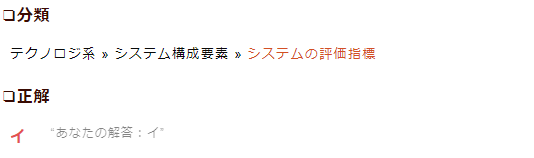 ❏分類
テクノロジ系 » システム構成要素 » システムの評価指標
❏正解
イ “あなたの解答：イ”